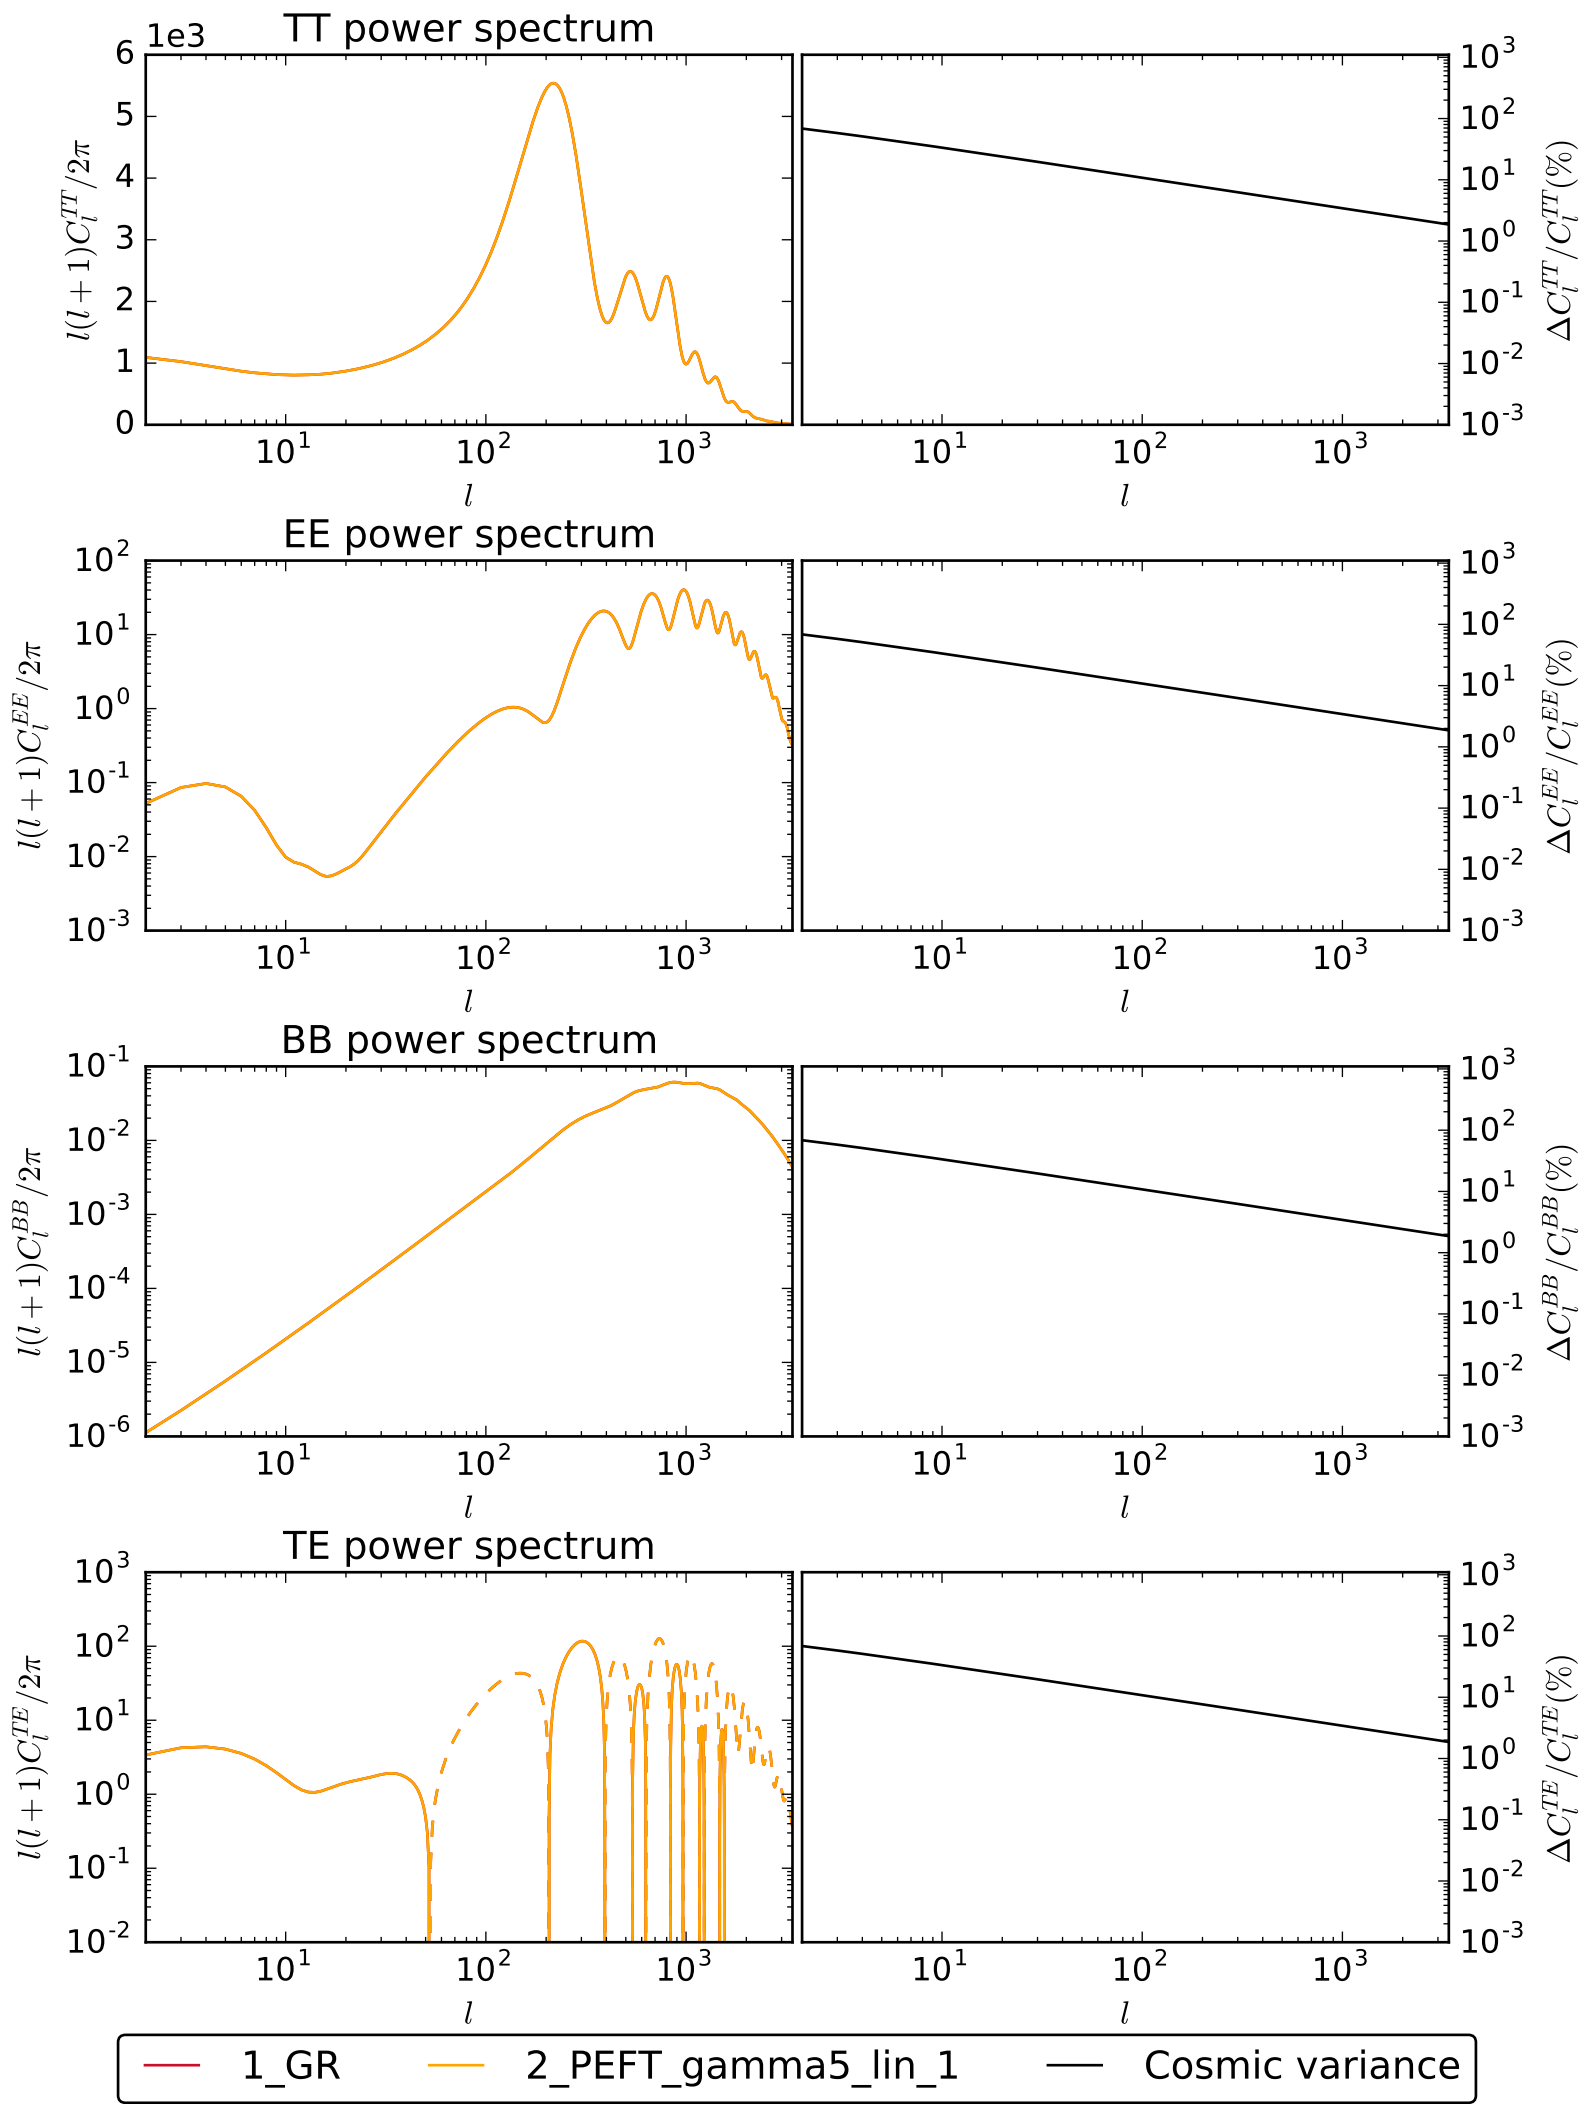 TT power spectrum
1e3
6
5
4
3
2
1
0
l(l+1)C_l^{TT}/2π
10^1 10^2 10^3
l
10^1 10^2 10^3
l
10^3
10^2
10^1
10^0
10^-1
10^-2
10^-3
ΔC_l^{TT}/C_l^{TT}(%)
EE power spectrum
10^2
10^1
10^0
10^-1
10^-2
10^-3
l(l+1)C_l^{EE}/2π
10^1 10^2 10^3
l
10^1 10^2 10^3
l
10^3
10^2
10^1
10^0
10^-1
10^-2
10^-3
ΔC_l^{EE}/C_l^{EE}(%)
BB power spectrum
10^-1
10^-2
10^-3
10^-4
10^-5
10^-6
l(l+1)C_l^{BB}/2π
10^1 10^2 10^3
l
10^1 10^2 10^3
l
10^3
10^2
10^1
10^0
10^-1
10^-2
10^-3
ΔC_l^{BB}/C_l^{BB}(%)
TE power spectrum
10^3
10^2
10^1
10^0
10^-1
10^-2
l(l+1)C_l^{TE}/2π
10^1 10^2 10^3
l
10^1 10^2 10^3
l
10^3
10^2
10^1
10^0
10^-1
10^-2
10^-3
ΔC_l^{TE}/C_l^{TE}(%)
1_GR 2_PEFT_gamma5_lin_1 Cosmic variance